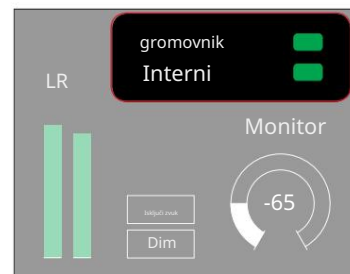 gromovnik
Interni
LR
Monitor
-65
Isključi zvuk
Dim